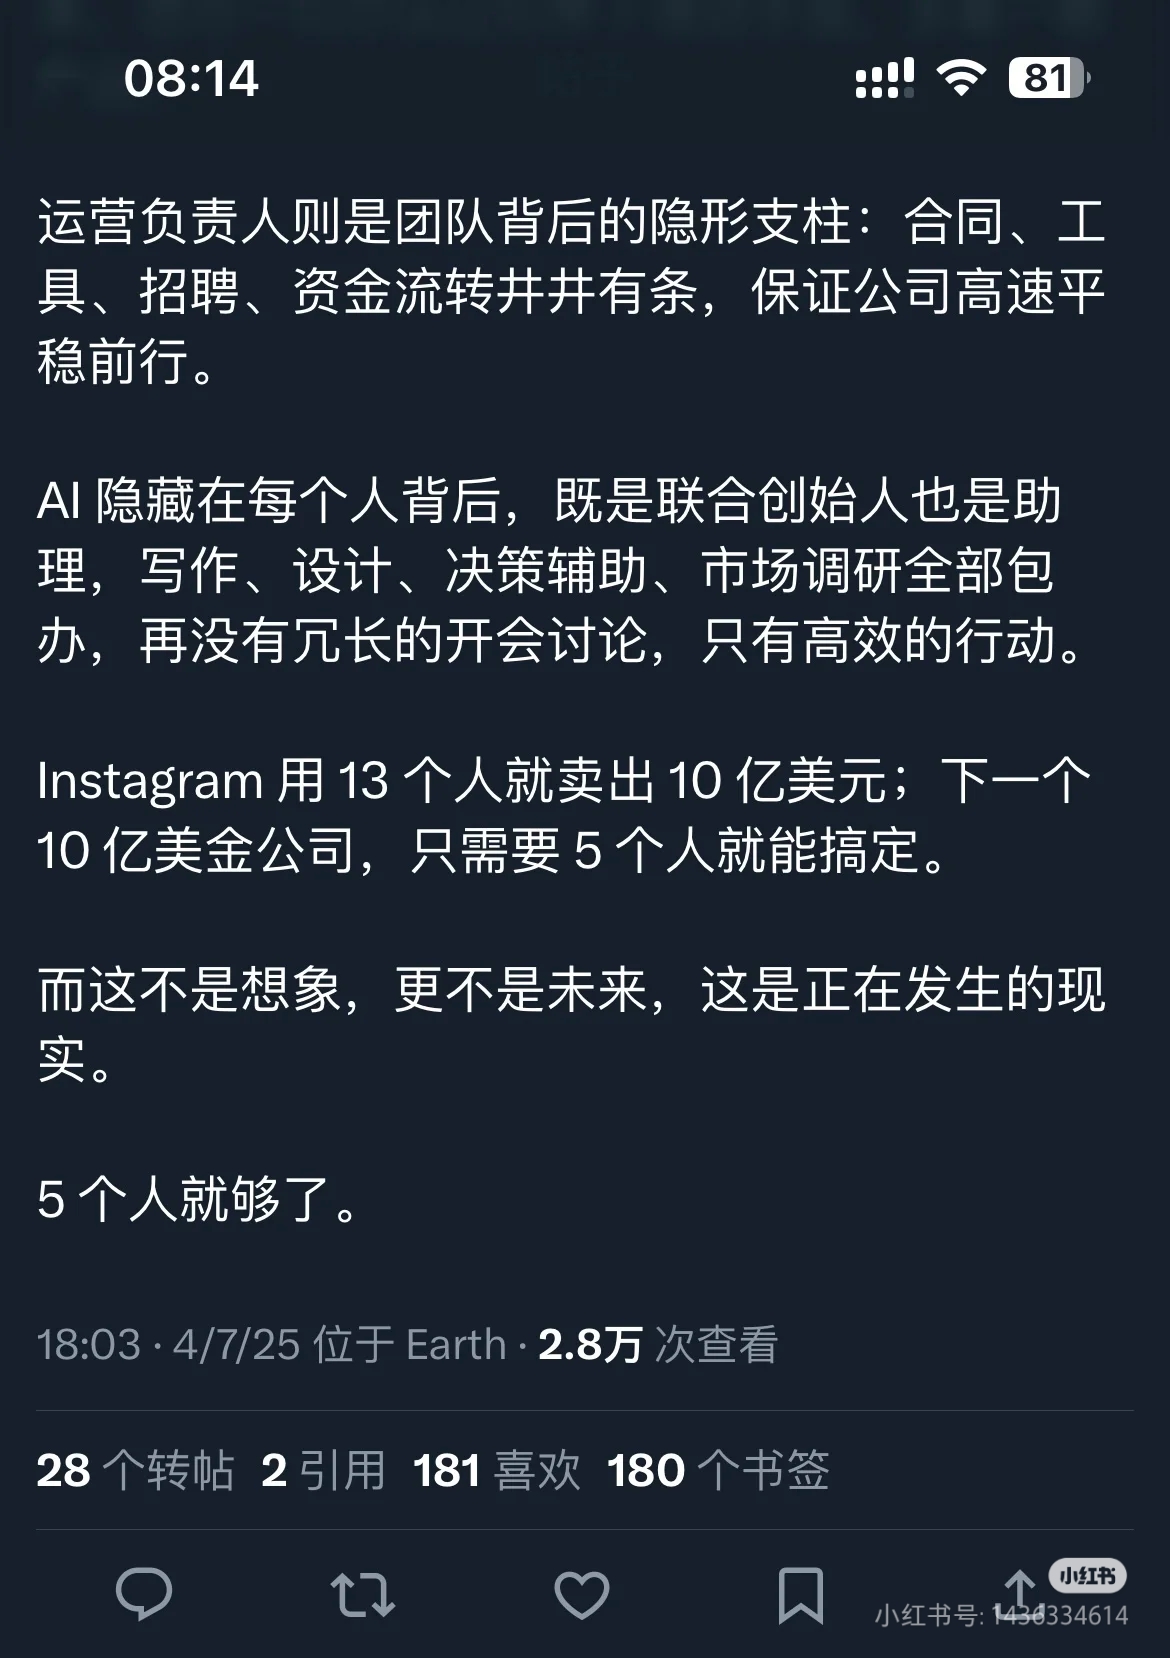 08:14
81
运营负责人则是团队背后的隐形支柱：合同、工
具、招聘、资金流转井井有条，保证公司高速平
稳前行。
AI 隐藏在每个人背后，既是联合创始人也是助
理，写作、设计、决策辅助、市场调研全部包
办，再没有冗长的开会讨论，只有高效的行动。
Instagram 用 13 个人就卖出 10 亿美元；下一个
10 亿美金公司，只需要 5 个人就能搞定。
而这不是想象，更不是未来，这是正在发生的现
实。
5 个人就够了。
18:03 · 4/7/25 位于 Earth · 2.8万 次查看
28 个转帖 2 引用 181 喜欢 180 个书签
小红书
小红书号: 1436334614